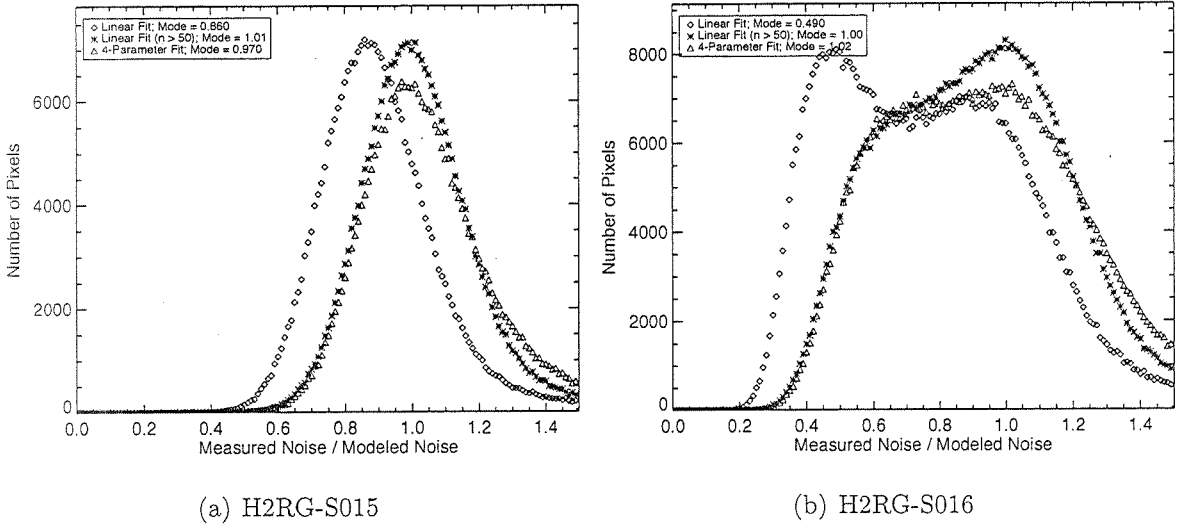 Linear Fit; Mode = 0.860
Linear Fit (n > 50); Mode = 1.01
4-Parameter Fit; Mode = 0.970
Number of Pixels
6000
4000
2000
0
0.0 0.2 0.4 0.6 0.8 1.0 1.2 1.4
Measured Noise / Modeled Noise
(a) H2RG-S015
Linear Fit; Mode = 0.490
Linear Fit (n > 50); Mode = 1.00
4-Parameter Fit; Mode = 1.02
Number of Pixels
8000
6000
4000
2000
0
0.0 0.2 0.4 0.6 0.8 1.0 1.2 1.4
Measured Noise / Modeled Noise
(b) H2RG-S016